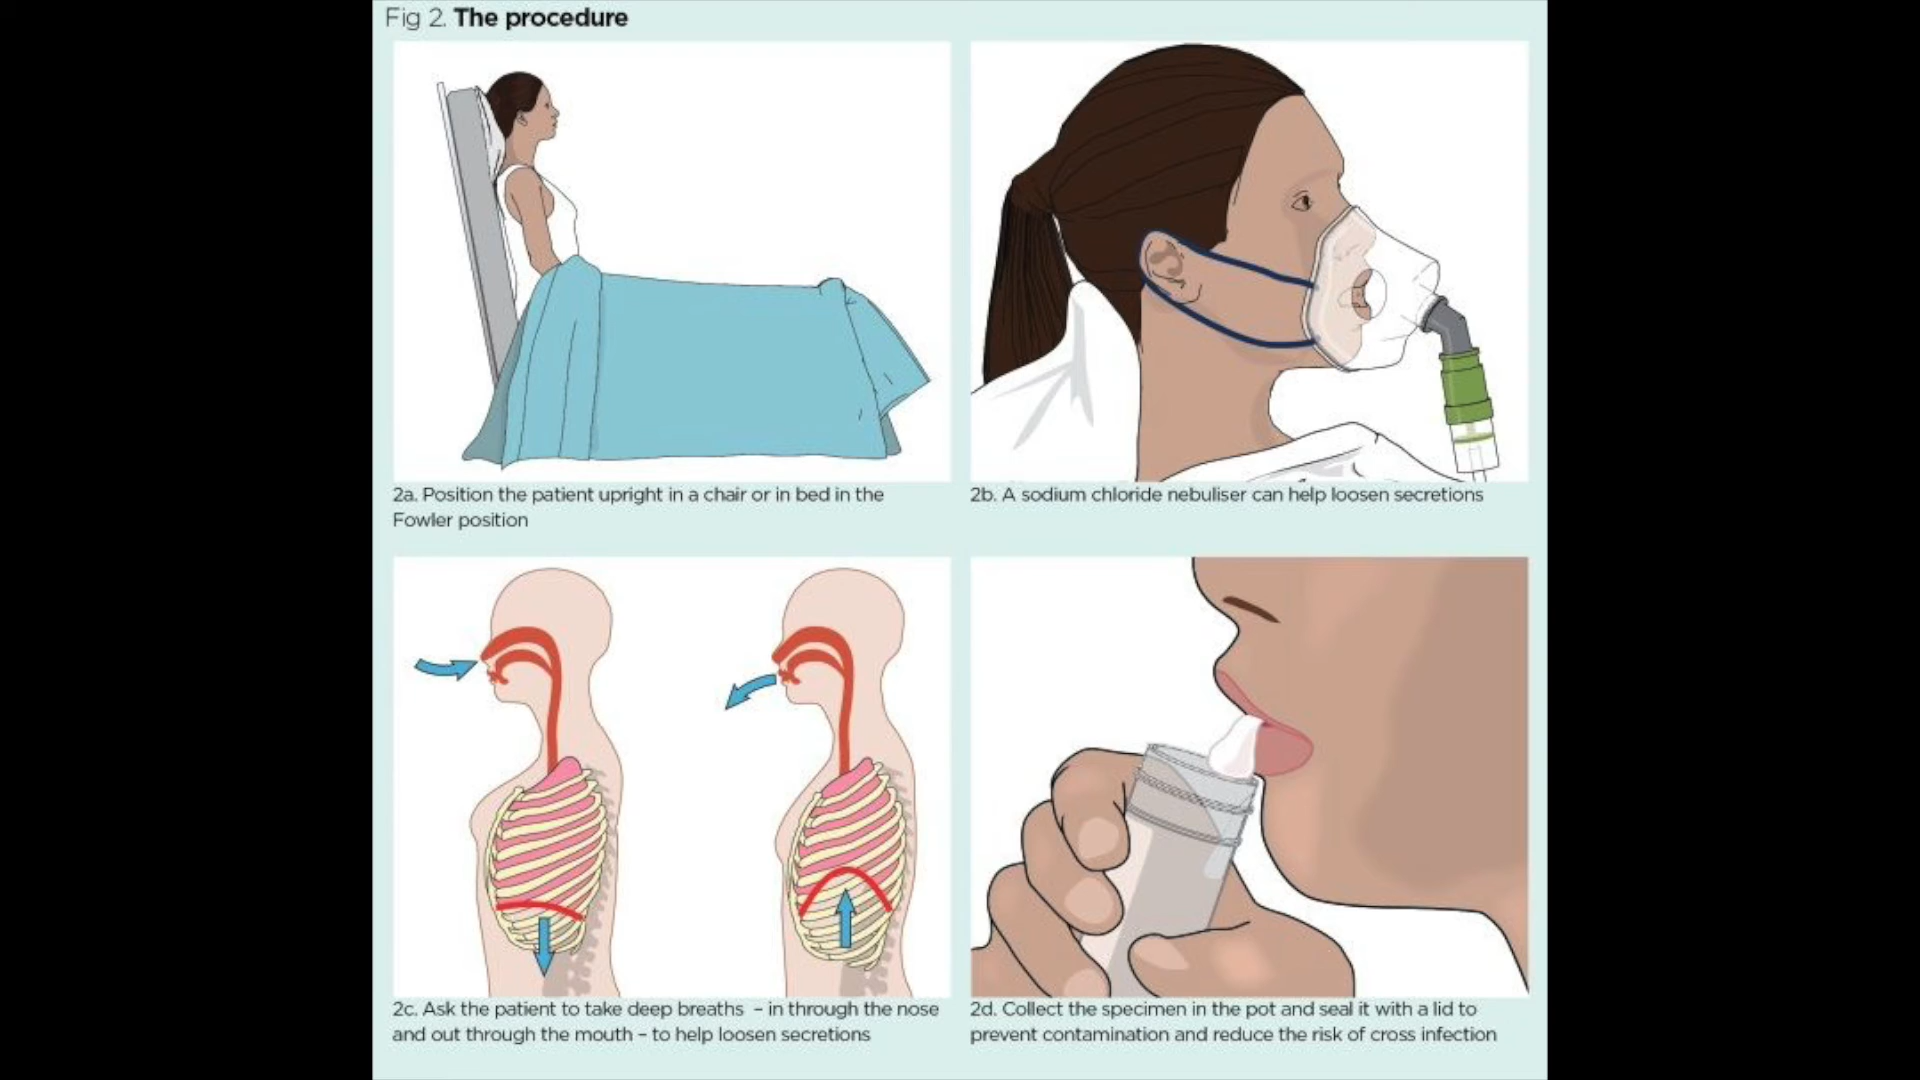 Fig 2. The procedure
2a. Position the patient upright in a chair or in bed in the
Fowler position
2b. A sodium chloride nebuliser can help loosen secretions
2c. Ask the patient to take deep breaths – in through the nose
and out through the mouth – to help loosen secretions
2d. Collect the specimen in the pot and seal it with a lid to
prevent contamination and reduce the risk of cross infection